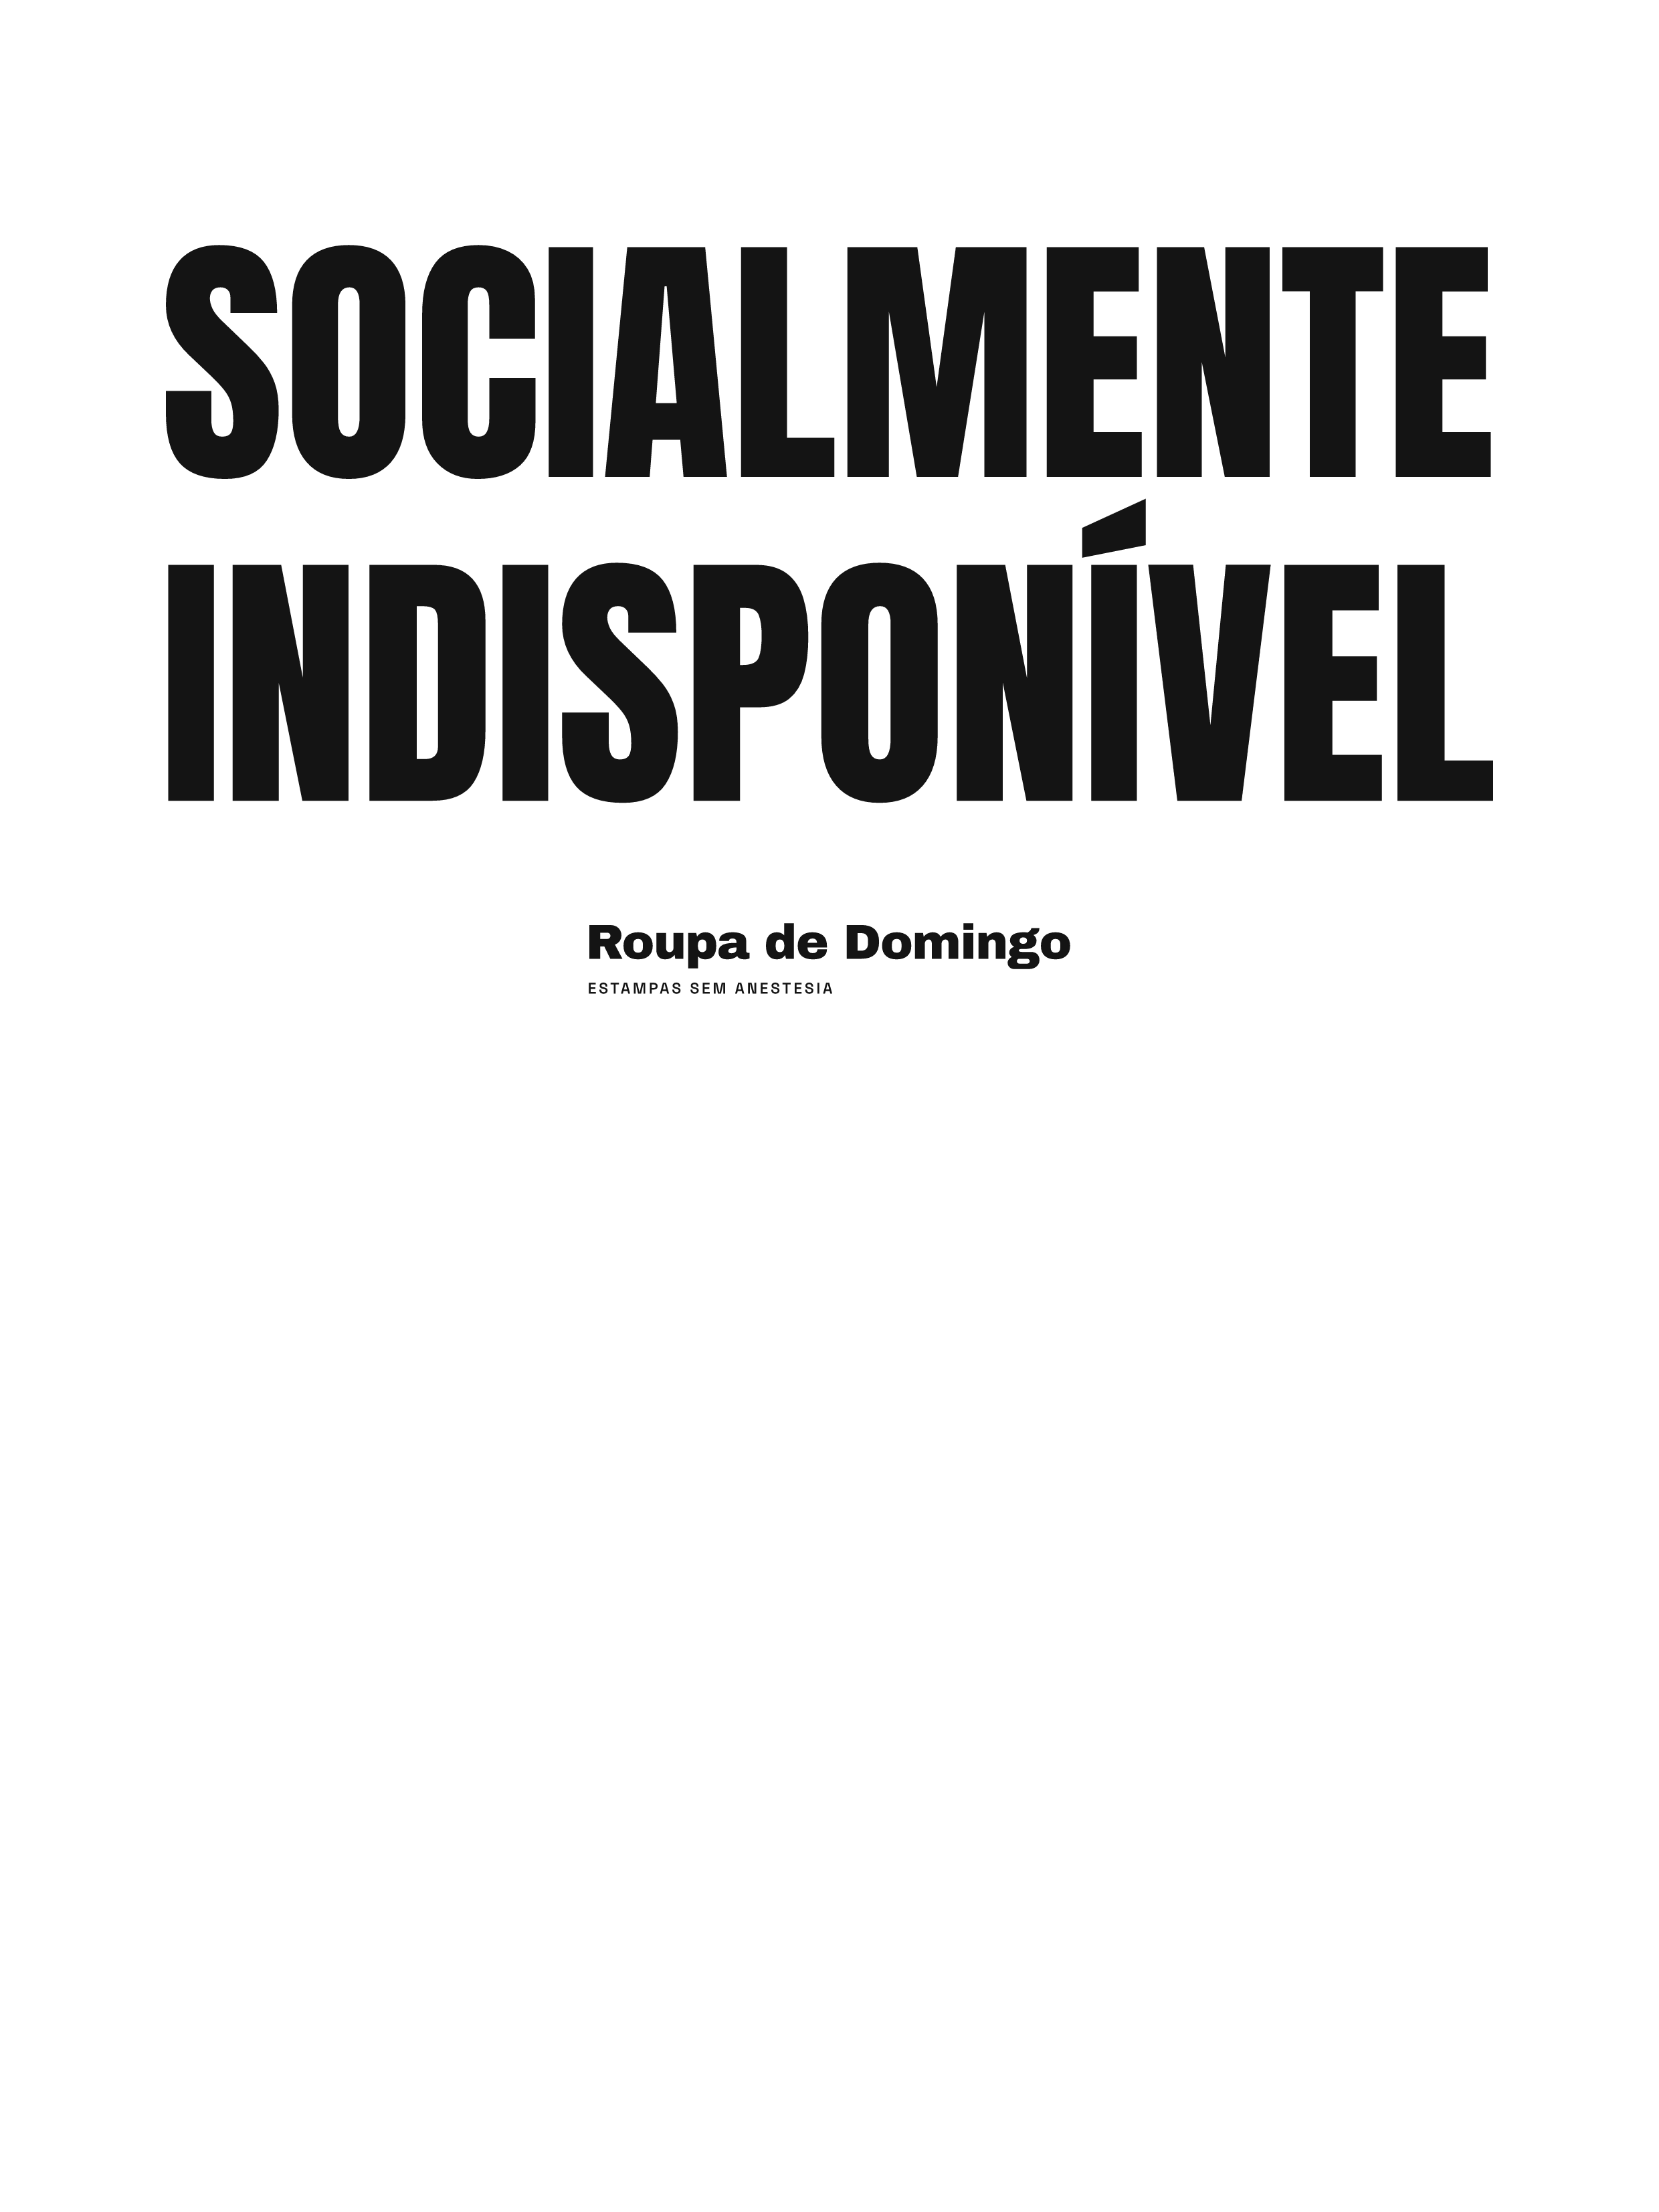 SOCIALMENTE
INDISPONÍVEL
Roupa de Domingo
ESTAMPAS SEM ANESTESIA